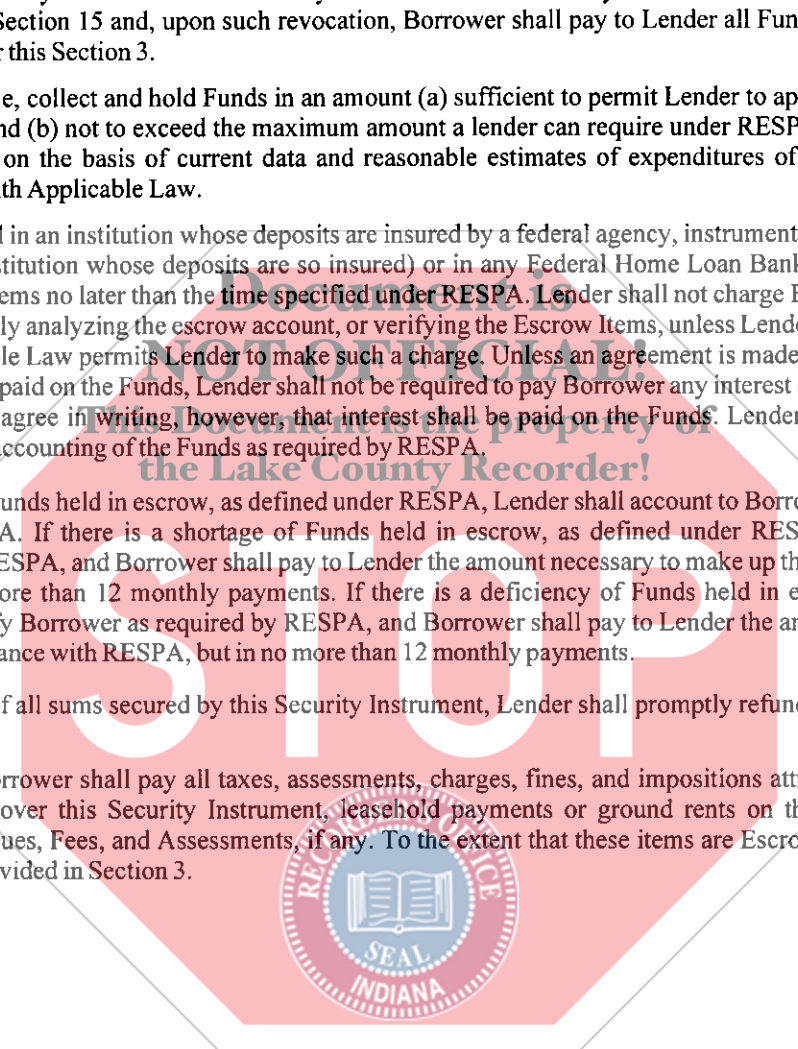 Section 15 and, upon such revocation, Borrower shall pay to Lender all Fun
this Section 3.
e, collect and hold Funds in an amount (a) sufficient to permit Lender to ap
nd (b) not to exceed the maximum amount a lender can require under RESP
on the basis of current data and reasonable estimates of expenditures of
th Applicable Law.
in an institution whose deposits are insured by a federal agency, instrument
stitution whose deposits are so insured) or in any Federal Home Loan Bank
ems no later than the time specified under RESPA. Lender shall not charge B
ly analyzing the escrow account, or verifying the Escrow Items, unless Lende
le Law permits Lender to make such a charge. Unless an agreement is made
paid on the Funds, Lender shall not be required to pay Borrower any interest
agree in writing, however, that interest shall be paid on the Funds. Lender
ccounting of the Funds as required by RESPA.
unds held in escrow, as defined under RESPA, Lender shall account to Borro
A. If there is a shortage of Funds held in escrow, as defined under RES
ESPA, and Borrower shall pay to Lender the amount necessary to make up th
ore than 12 monthly payments. If there is a deficiency of Funds held in e
fy Borrower as required by RESPA, and Borrower shall pay to Lender the a
ance with RESPA, but in no more than 12 monthly payments.
f all sums secured by this Security Instrument, Lender shall promptly refun
orrower shall pay all taxes, assessments, charges, fines, and impositions att
over this Security Instrument, leasehold payments or ground rents on th
ues, Fees, and Assessments, if any. To the extent that these items are Escro
vided in Section 3.
Document is
NOT OFFICIAL!
This Document is the property of
the Lake County Recorder!
STOP
RECORDER'S OFFICE
SEAL
INDIANA